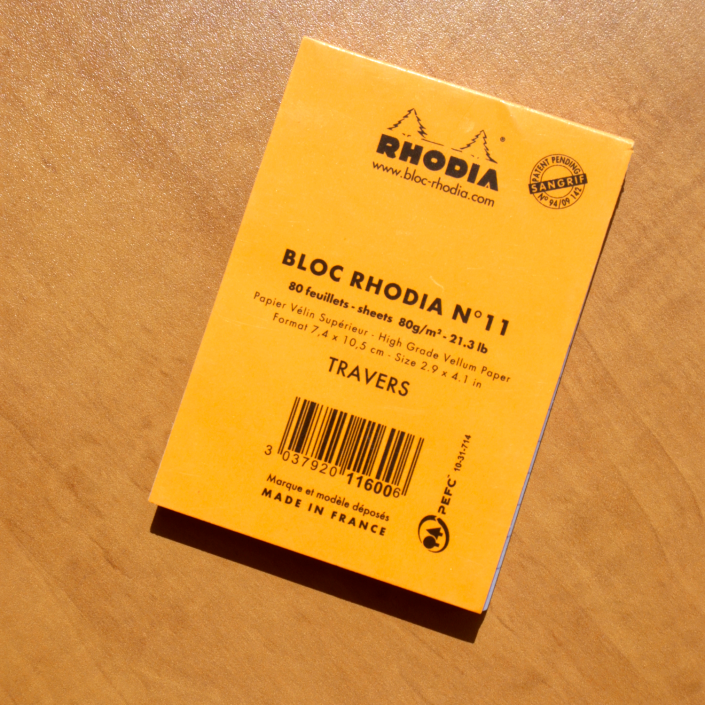 RHODIA
www.bloc-rhodia.com
PATENT PENDING
SANGRIF
N° 94/09 142
BLOC RHODIA N°11
80 feuillets - sheets 80g/m² - 21.3 lb
Papier Vélin Supérieur - High Grade Vellum Paper
Format 7,4 x 10,5 cm - Size 2.9 x 4.1 in
TRAVERS
3 037920 116006
Marque et modèle déposés
MADE IN FRANCE
PEFC™ 10-31-714